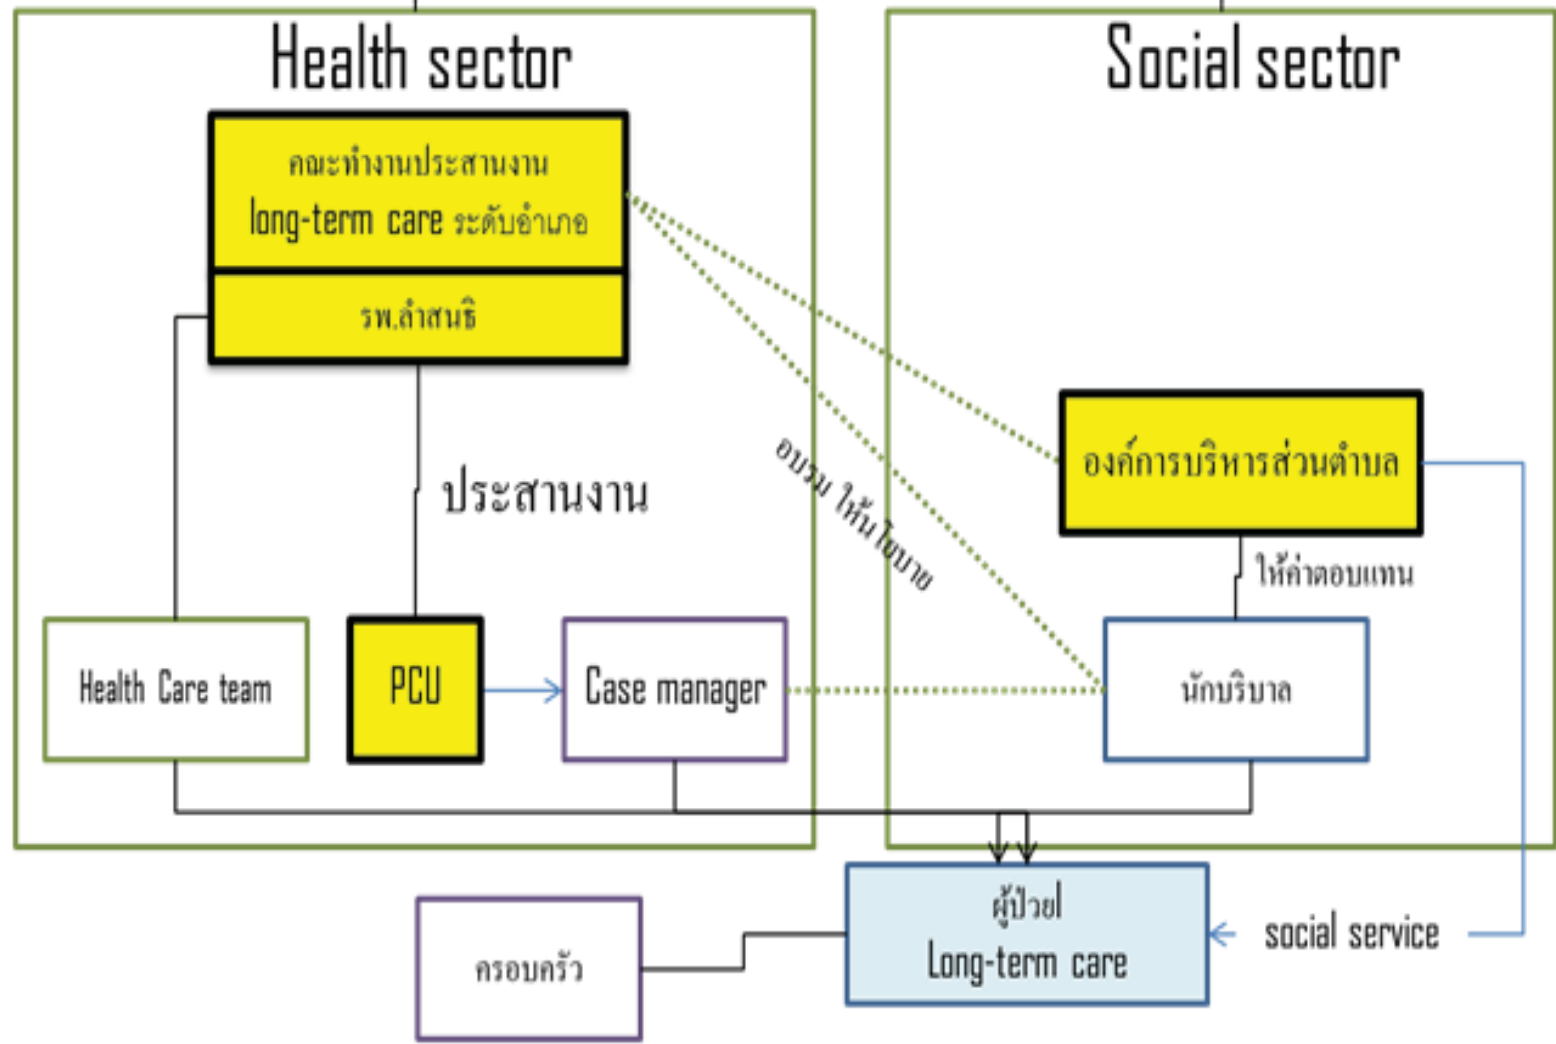 Health sector
คณะทำงานประสานงาน
long-term care ระดับอำเภอ
รพ.ลำสนธิ
ประสานงาน
Health Care team
PCU
Case manager
อบรม ให้นโยบาย
Social sector
องค์การบริหารส่วนตำบล
ให้ค่าตอบแทน
นักบริบาล
ผู้ป่วย|
Long-term care
social service
ครอบครัว